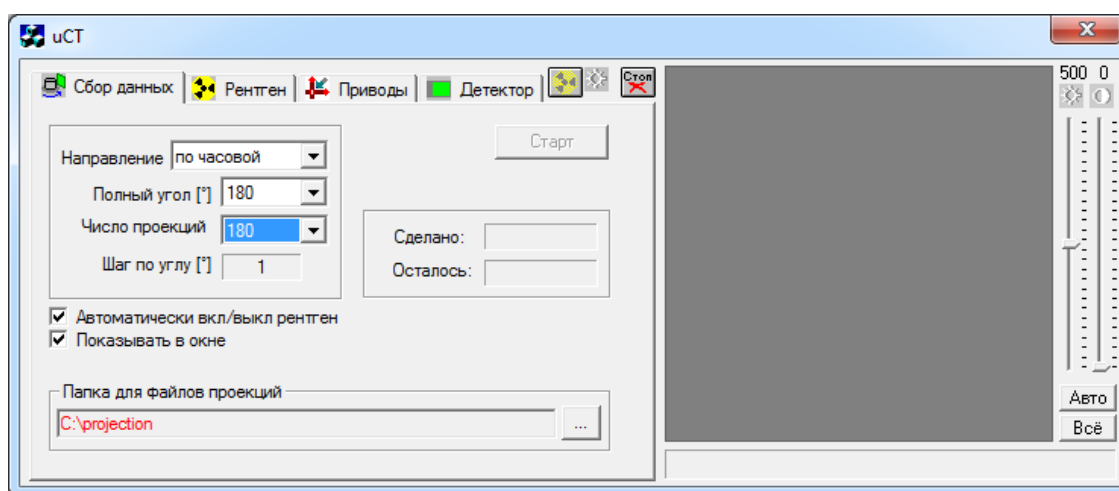 uCT
Сбор данных Рентген Приводы Детектор Стоп
500 0
Старт
Направление по часовой
Полный угол [°] 180
Число проекций 180
Шаг по углу [°] 1
Сделано:
Осталось:
Автоматически вкл/выкл рентген
Показывать в окне
Папка для файлов проекций
C:\projection ...
Авто
Всё